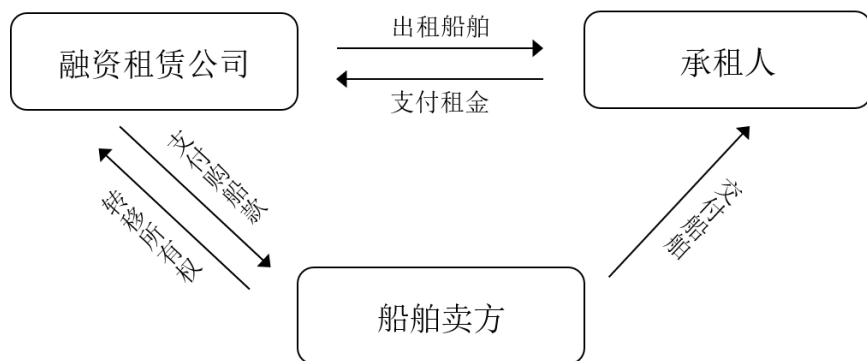 出租船舶
融资租赁公司
承租人
支付租金
支付购船款
转移所有权
交付船舶
船舶卖方